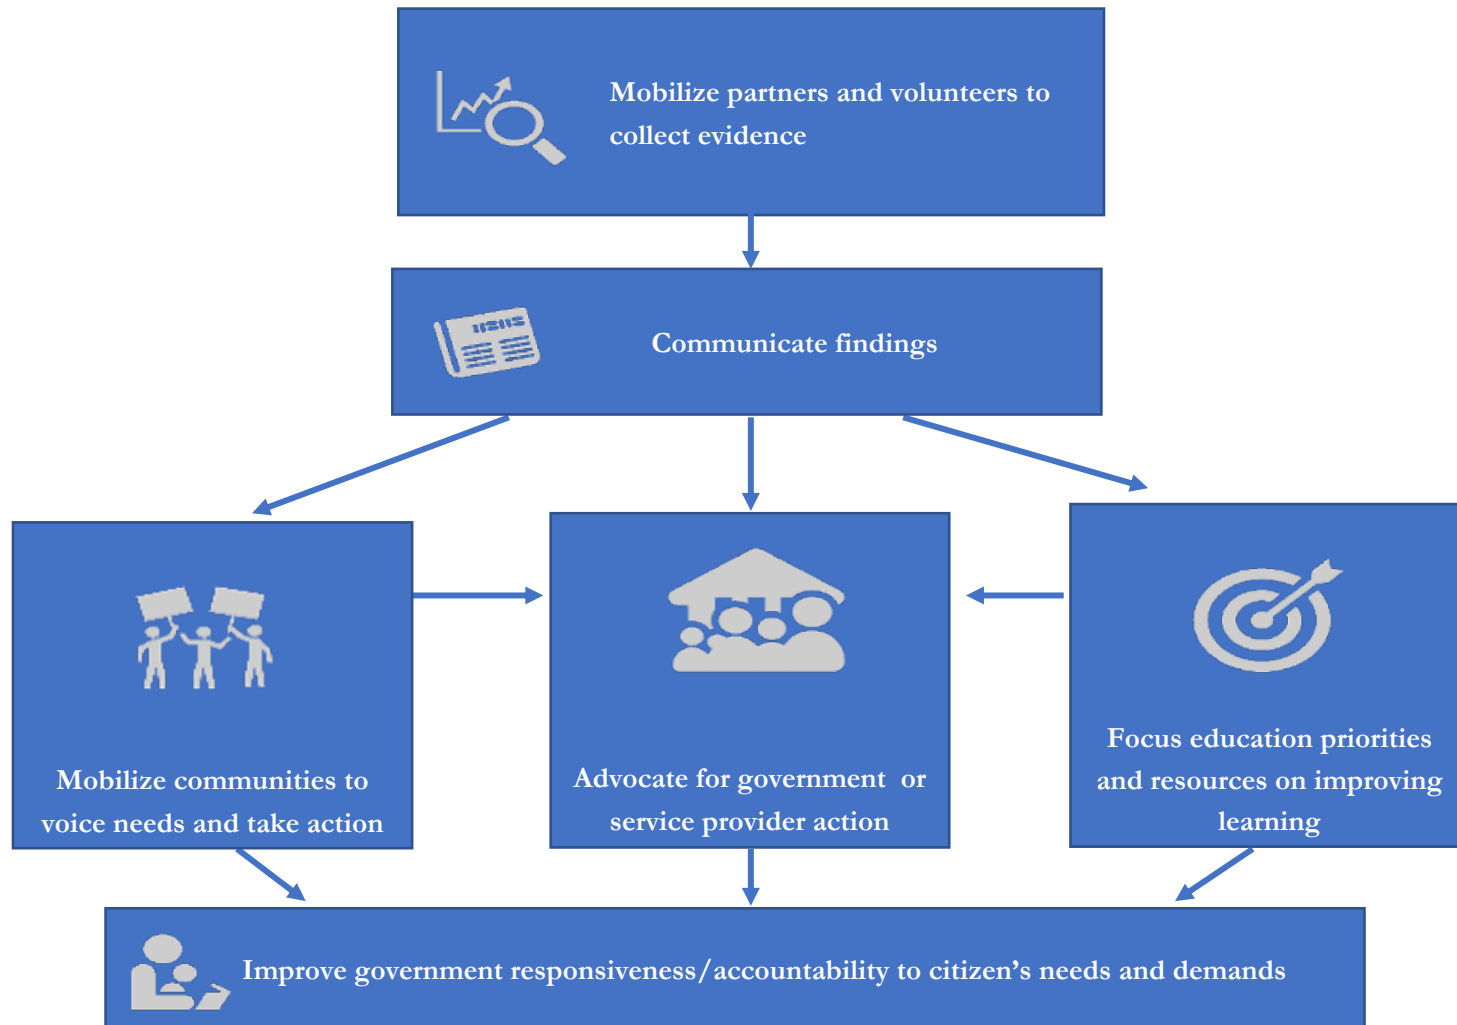 Mobilize partners and volunteers to
collect evidence
Communicate findings
Mobilize communities to
voice needs and take action
Advocate for government  or
service provider action
Focus education priorities
and resources on improving
learning
Improve government responsiveness/accountability to citizen’s needs and demands